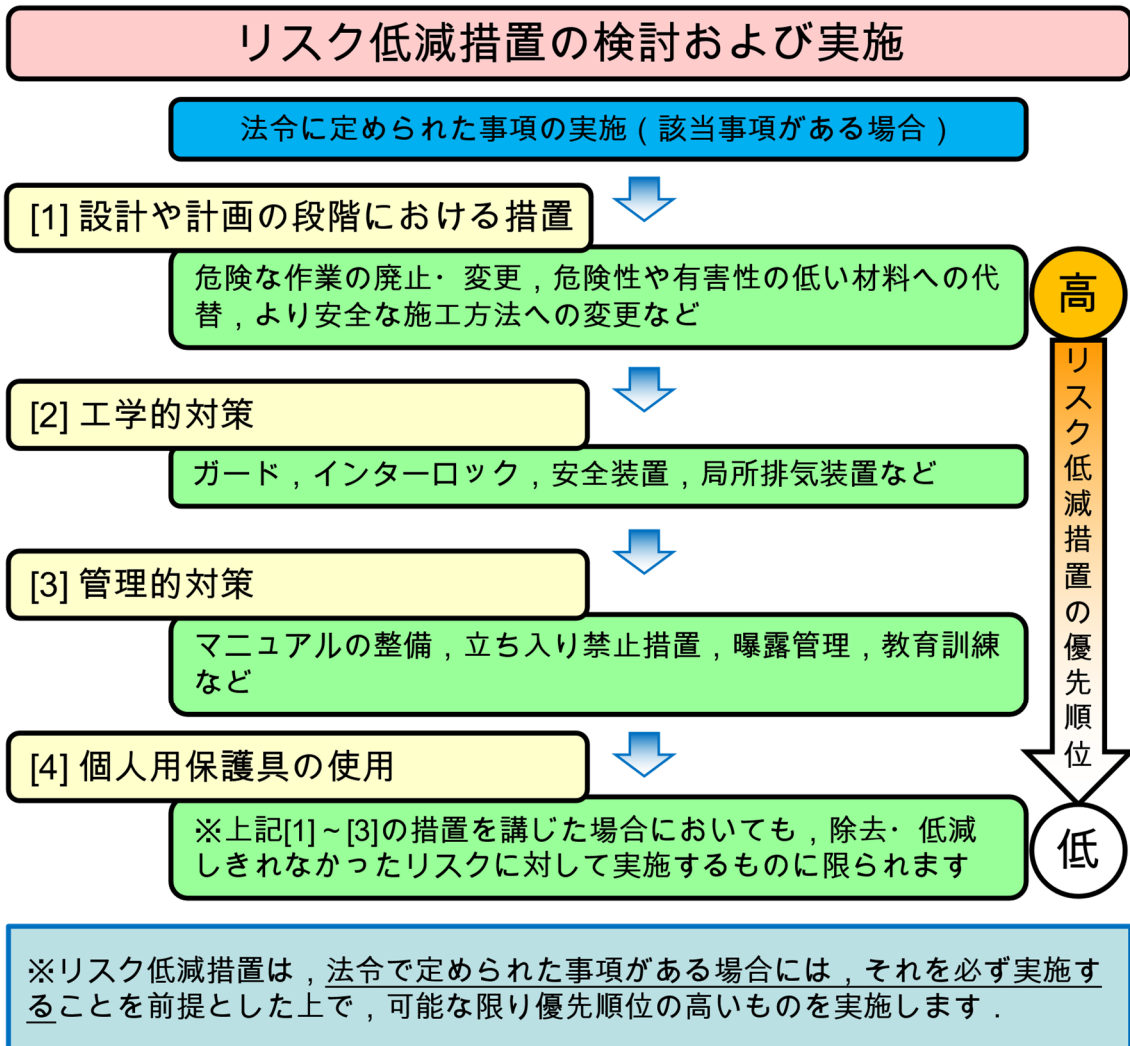 リスク低減措置の検討および実施
法令に定められた事項の実施（該当事項がある場合）
[1] 設計や計画の段階における措置
危険な作業の廃止・変更，危険性や有害性の低い材料への代
替，より安全な施工方法への変更など
高
リスク低減措置の優先順位
[2] 工学的対策
ガード，インターロック，安全装置，局所排気装置など
[3] 管理的対策
マニュアルの整備，立ち入り禁止措置，曝露管理，教育訓練
など
[4] 個人用保護具の使用
※上記[1]~[3]の措置を講じた場合においても，除去・低減
しきれなかったリスクに対して実施するものに限られます
低
※リスク低減措置は，法令で定められた事項がある場合には，それを必ず実施す
ることを前提とした上で，可能な限り優先順位の高いものを実施します．